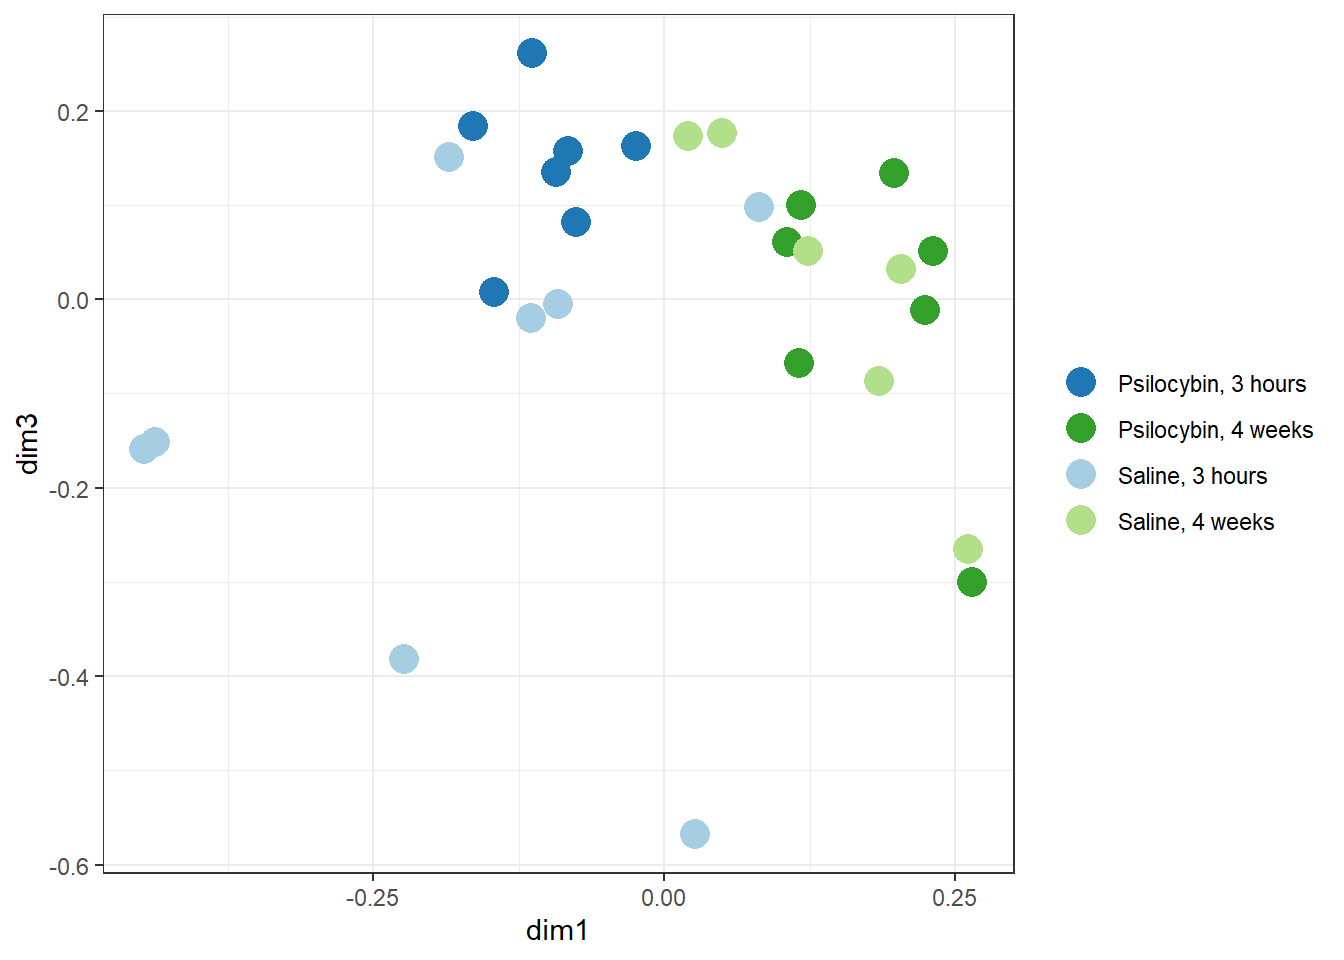 dim3
0.2
0.0
-0.2
-0.4
-0.6
-0.25
0.00
0.25
dim1
Psilocybin, 3 hours
Psilocybin, 4 weeks
Saline, 3 hours
Saline, 4 weeks